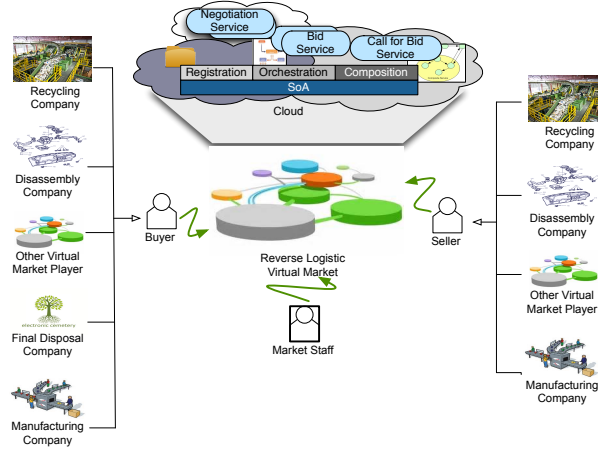 Negotiation
Service
Bid
Service
Call for Bid
Service
Registration
Orchestration
Composition
SoA
Cloud
Recycling
Company
Disassembly
Company
Other Virtual
Market Player
electronic cemetery
Final Disposal
Company
Manufacturing
Company
Buyer
Reverse Logistic
Virtual Market
Market Staff
Seller
Recycling
Company
Disassembly
Company
Other Virtual
Market Player
Manufacturing
Company